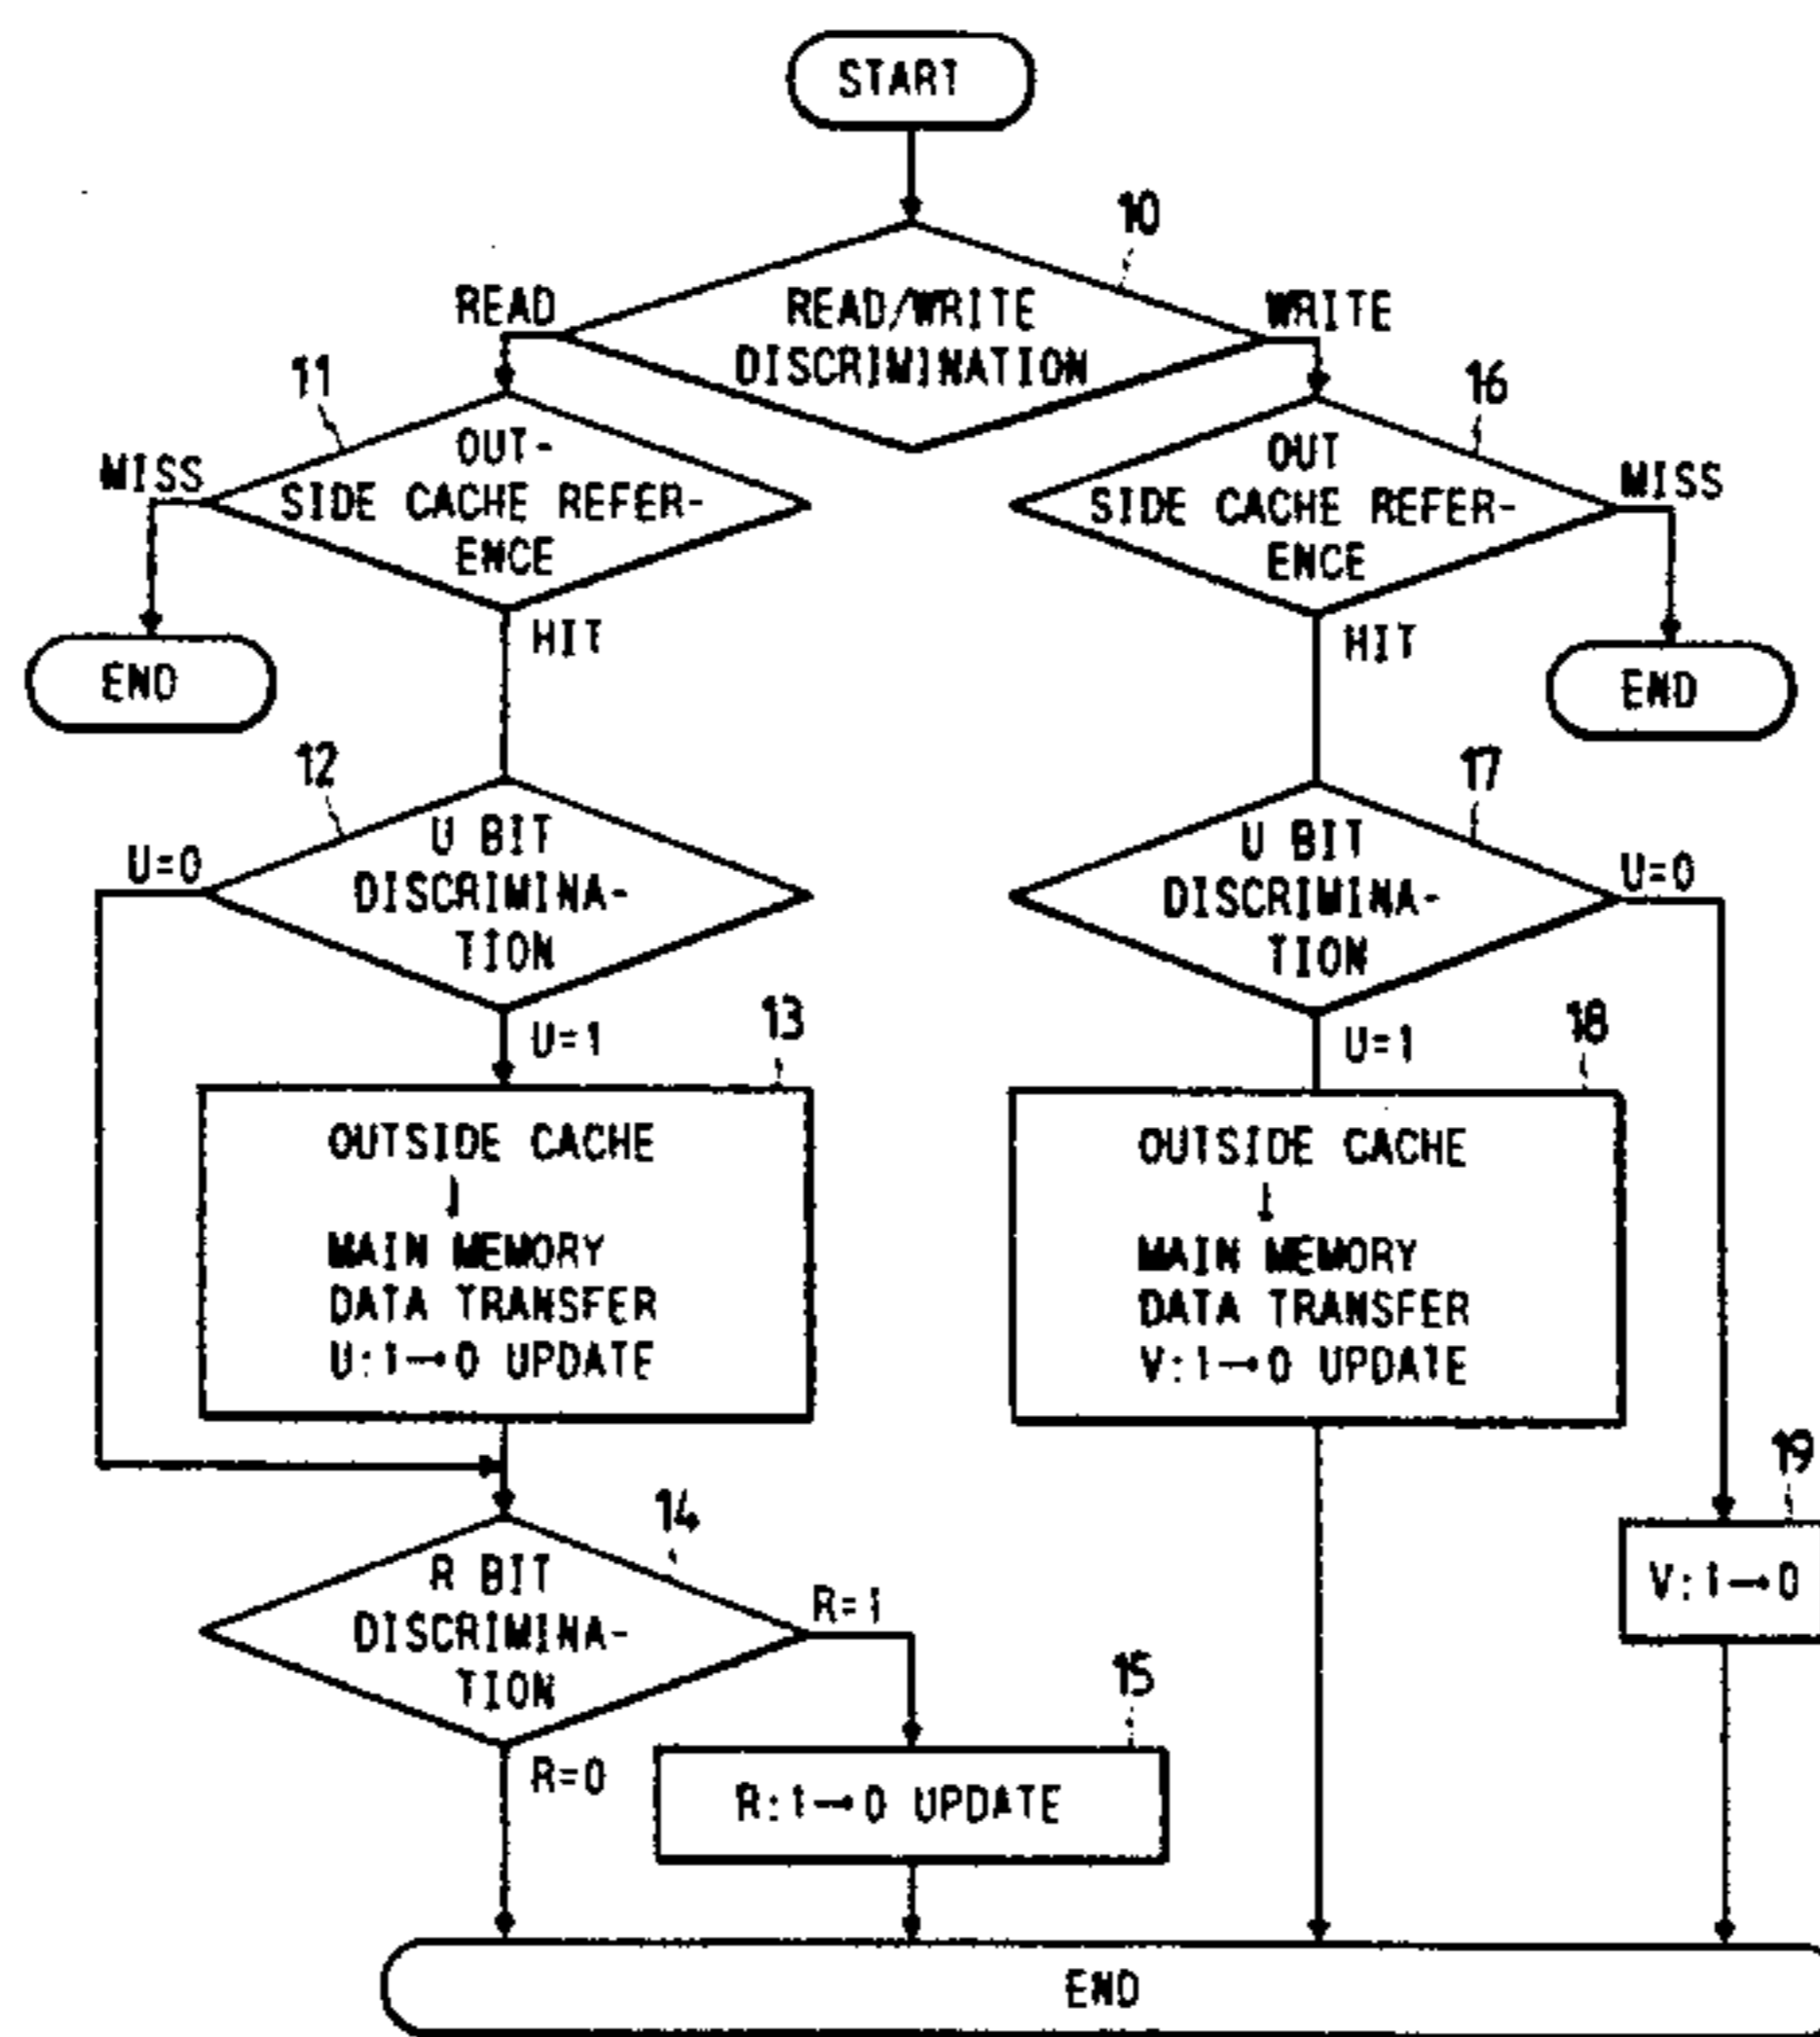 START
10
READ
READ/WRITE
DISCRIMINATION
WRITE
11
OUT-
SIDE CACHE REFER-
ENCE
MISS
HIT
END
16
OUT
SIDE CACHE REFER-
ENCE
MISS
HIT
END
12
U BIT
DISCRIMINA-
TION
U=0
U=1
17
U BIT
DISCRIMINA-
TION
U=0
U=1
13
OUTSIDE CACHE
↓
MAIN MEMORY
DATA TRANSFER
U:1→0 UPDATE
18
OUTSIDE CACHE
↓
MAIN MEMORY
DATA TRANSFER
V:1→0 UPDATE
14
R BIT
DISCRIMINA-
TION
R=1
R=0
15
R:1→0 UPDATE
19
V:1→0
END